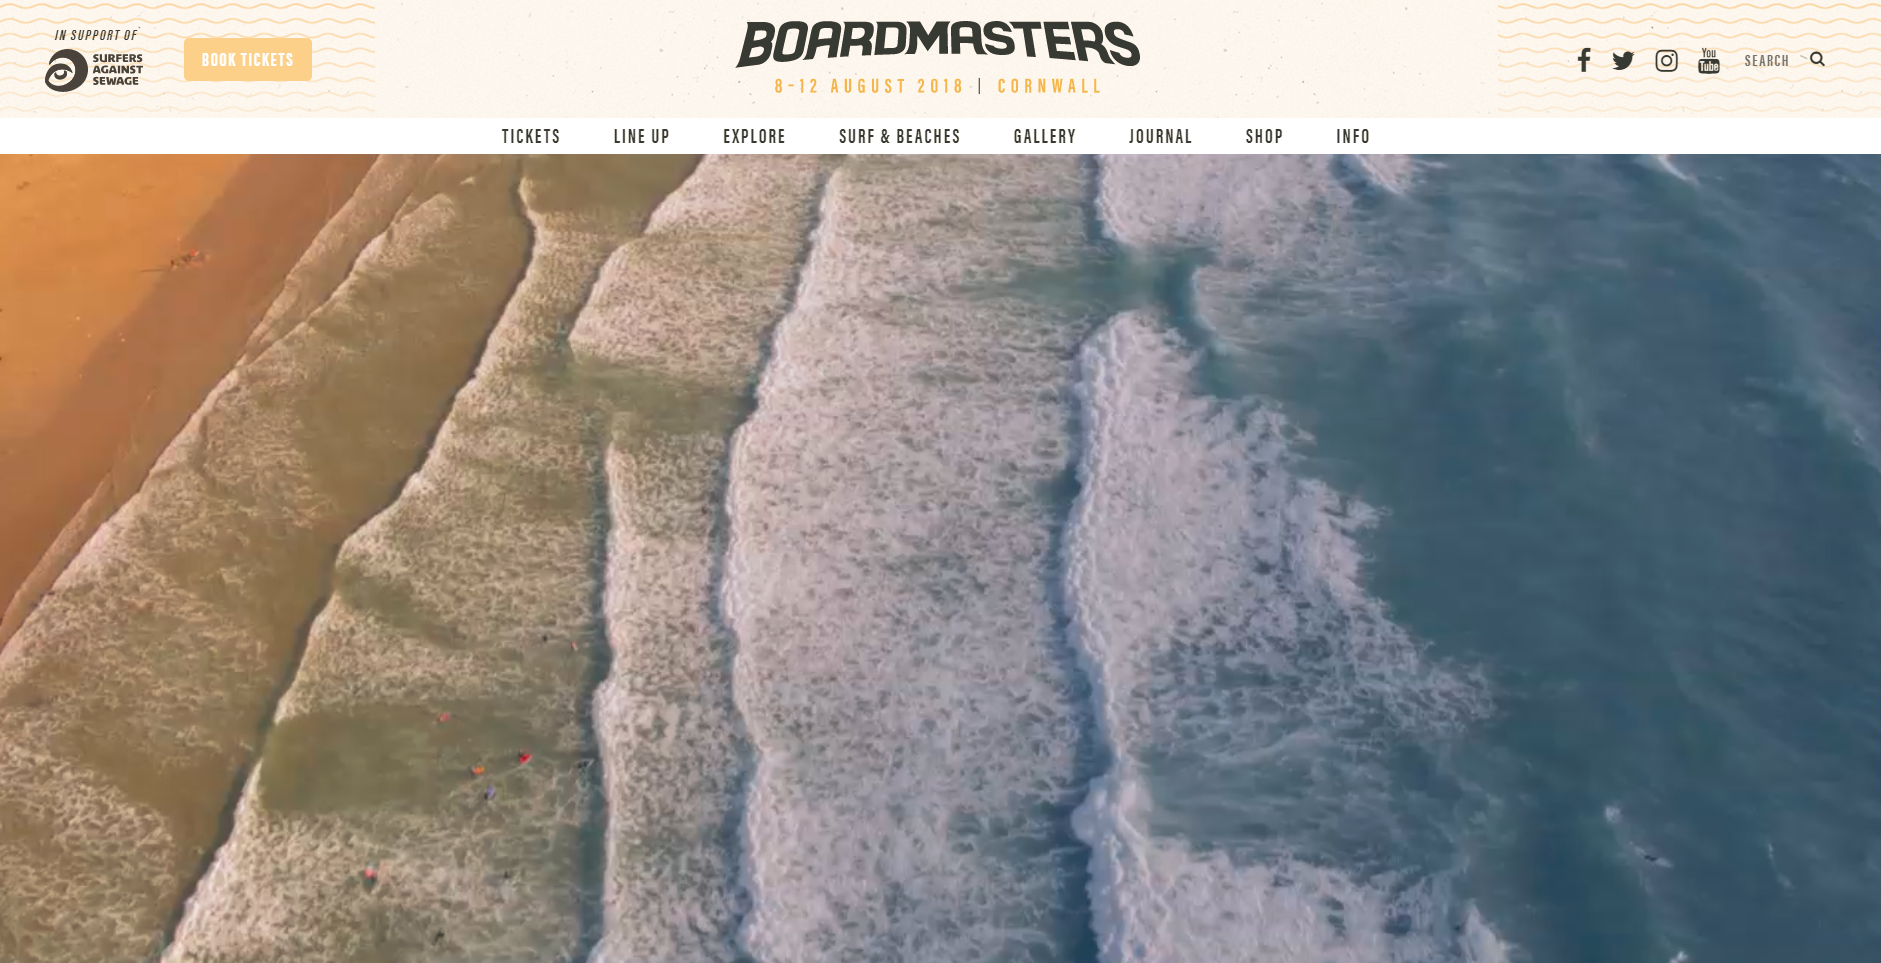 IN SUPPORT OF
SURFERS
AGAINST
SEWAGE
BOOK TICKETS
BOARDMASTERS
8-12 AUGUST 2018 | CORNWALL
You
Tube
SEARCH
TICKETS LINE UP EXPLORE SURF & BEACHES GALLERY JOURNAL SHOP INFO